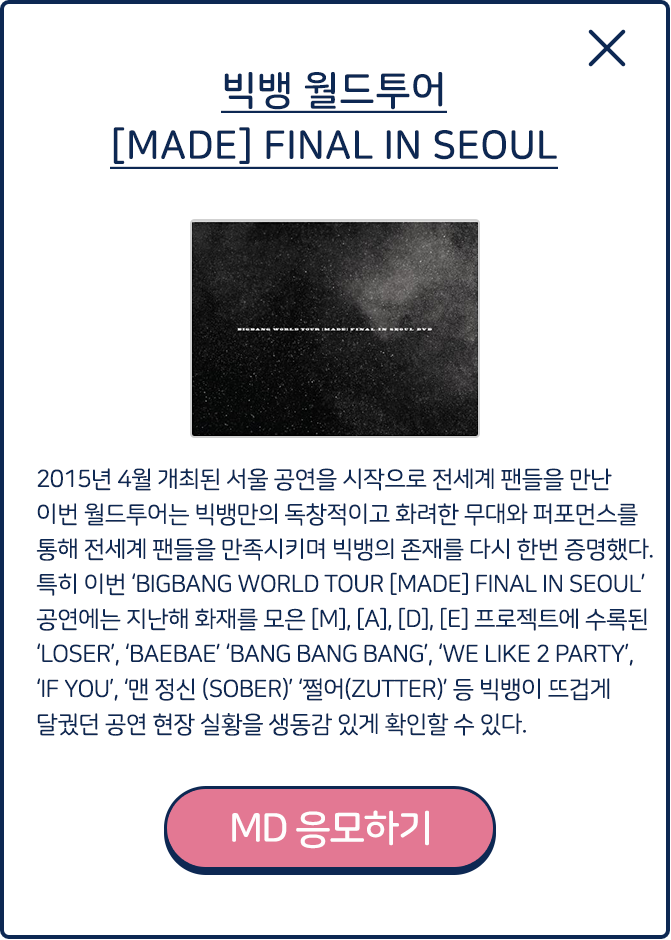 빅뱅 월드투어
[MADE] FINAL IN SEOUL
BIGBANG WORLD TOUR [MADE] FINAL IN SEOUL DVD
2015년 4월 개최된 서울 공연을 시작으로 전세계 팬들을 만난
이번 월드투어는 빅뱅만의 독창적이고 화려한 무대와 퍼포먼스를
통해 전세계 팬들을 만족시키며 빅뱅의 존재를 다시 한번 증명했다.
특히 이번 ‘BIGBANG WORLD TOUR [MADE] FINAL IN SEOUL’
공연에는 지난해 화재를 모은 [M], [A], [D], [E] 프로젝트에 수록된
‘LOSER’, ‘BAEBAE’ ‘BANG BANG BANG’, ‘WE LIKE 2 PARTY’,
‘IF YOU’, ‘맨 정신 (SOBER)’ ‘쩔어(ZUTTER)’ 등 빅뱅이 뜨겁게
달궜던 공연 현장 실황을 생동감 있게 확인할 수 있다.
MD 응모하기